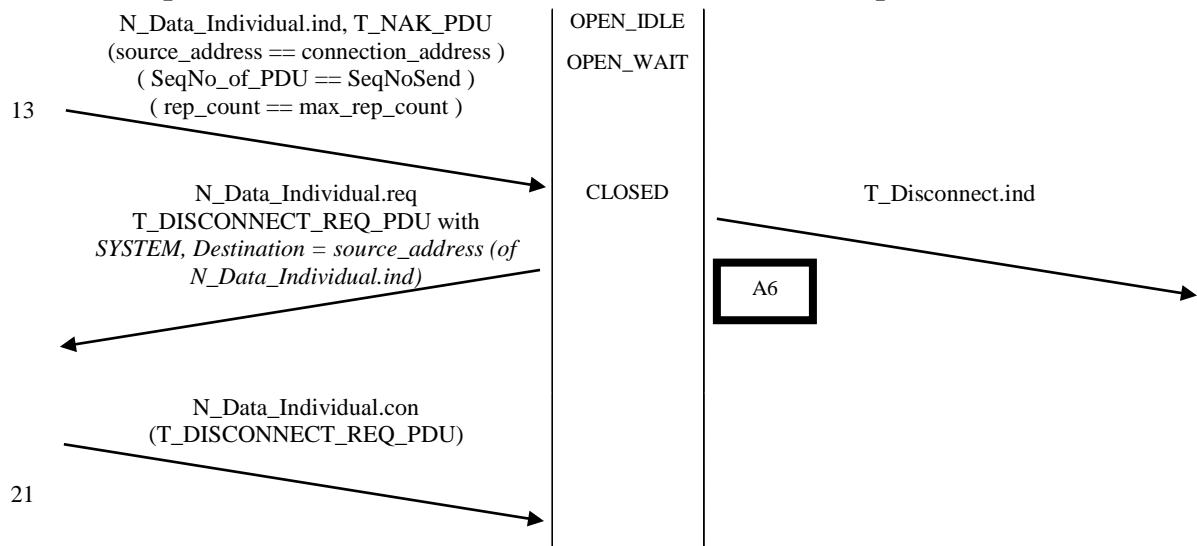 N_Data_Individual.ind, T_NAK_PDU
(source_address == connection_address )
( SeqNo_of_PDU == SeqNoSend )
( rep_count == max_rep_count )
13
OPEN_IDLE
OPEN_WAIT
N_Data_Individual.req
T_DISCONNECT_REQ_PDU with
SYSTEM, Destination = source_address (of
N_Data_Individual.ind)
CLOSED
T_Disconnect.ind
A6
N_Data_Individual.con
(T_DISCONNECT_REQ_PDU)
21